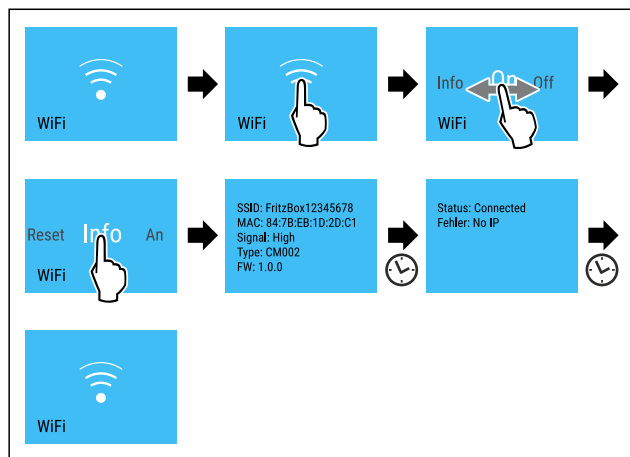 WiFi
WiFi
Info On Off
WiFi
Reset Info An
WiFi
SSID: FritzBox12345678
MAC: 84:7B:EB:1D:2D:C1
Signal: High
Type: CM002
FW: 1.0.0
Status: Connected
Fehler: No IP
WiFi